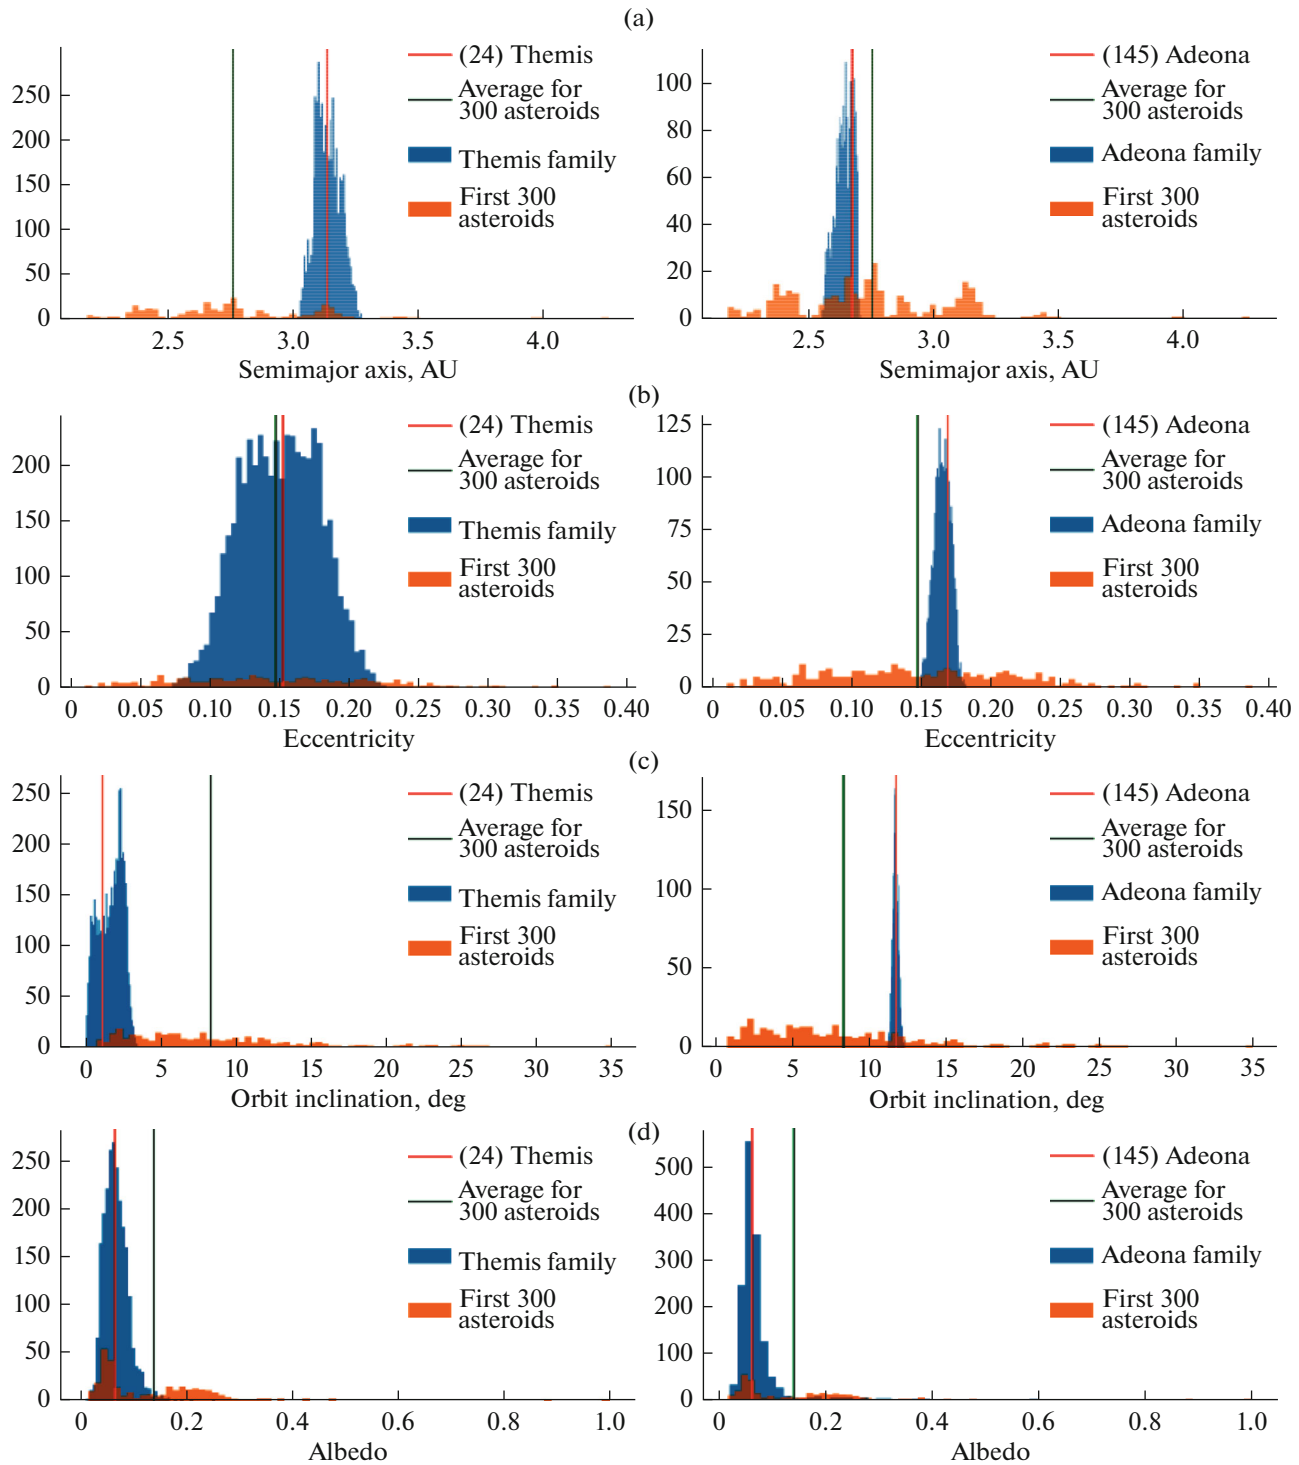 (a)
(24) Themis
Average for
300 asteroids
Themis family
First 300
asteroids
250
200
150
100
50
0
2.5 3.0 3.5 4.0
Semimajor axis, AU
(145) Adeona
Average for
300 asteroids
Adeona family
First 300
asteroids
100
80
60
40
20
0
2.5 3.0 3.5 4.0
Semimajor axis, AU
(b)
(24) Themis
Average for
300 asteroids
Themis family
First 300
asteroids
200
150
200
50
0
0 0.05 0.10 0.15 0.20 0.25 0.30 0.35 0.40
Eccentricity
(145) Adeona
Average for
300 asteroids
Adeona family
First 300
asteroids
125
100
75
50
25
0
0 0.05 0.10 0.15 0.20 0.25 0.30 0.35 0.40
Eccentricity
(c)
(24) Themis
Average for
300 asteroids
Themis family
First 300
asteroids
250
200
150
100
50
0
0 5 10 15 20 25 30 35
Orbit inclination, deg
(145) Adeona
Average for
300 asteroids
Adeona family
First 300
asteroids
150
100
50
0
0 5 10 15 20 25 30 35
Orbit inclination, deg
(d)
(24) Themis
Average for
300 asteroids
Themis family
First 300
asteroids
250
200
150
100
50
0
0 0.2 0.4 0.6 0.8 1.0
Albedo
(145) Adeona
Average for
300 asteroids
Adeona family
First 300
asteroids
500
400
300
200
100
0
0 0.2 0.4 0.6 0.8 1.0
Albedo